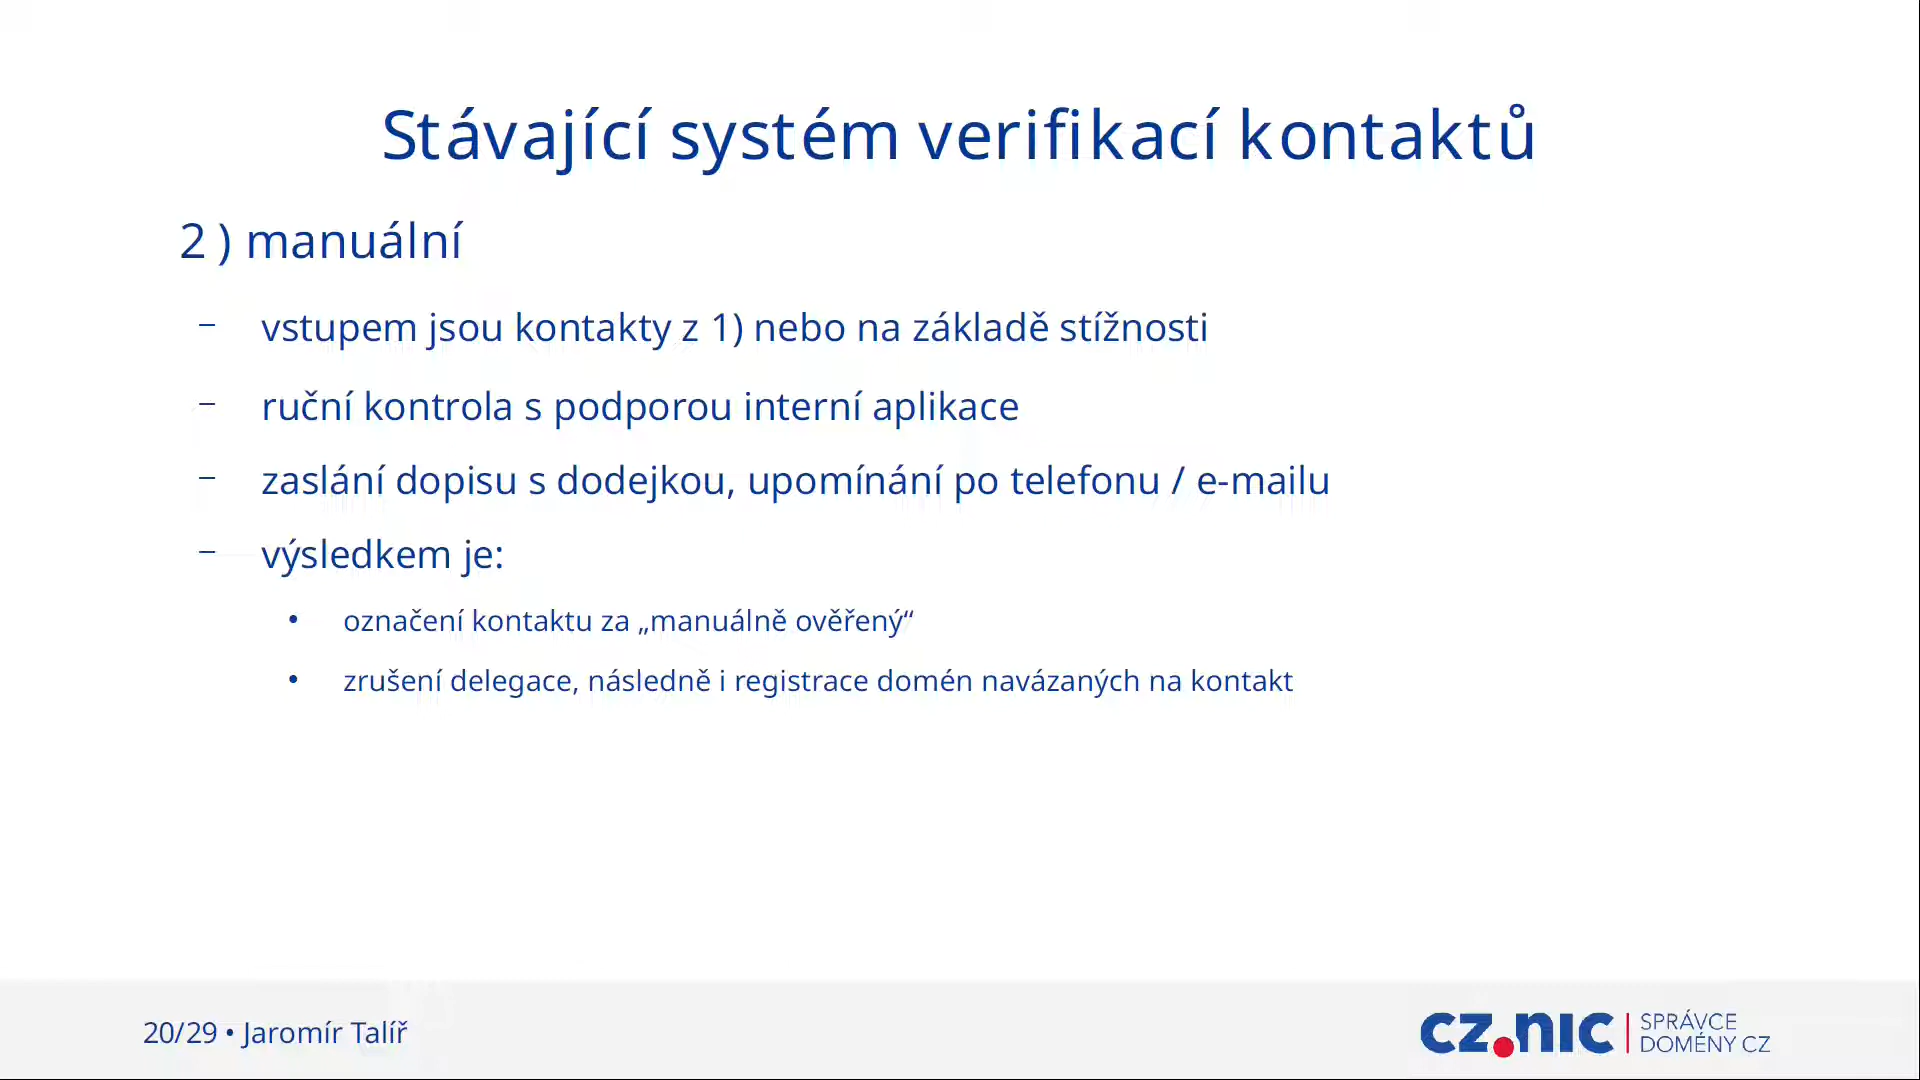 Stávající systém verifikací kontaktů
2 ) manuální
– vstupem jsou kontakty z 1) nebo na základě stížnosti
– ruční kontrola s podporou interní aplikace
– zaslání dopisu s dodejkou, upomínání po telefonu / e-mailu
– výsledkem je:
• označení kontaktu za „manuálně ověřený“
• zrušení delegace, následně i registrace domén navázaných na kontakt
20/29 • Jaromír Talíř
cz.nic
SPRÁVCE
DOMÉNY CZ